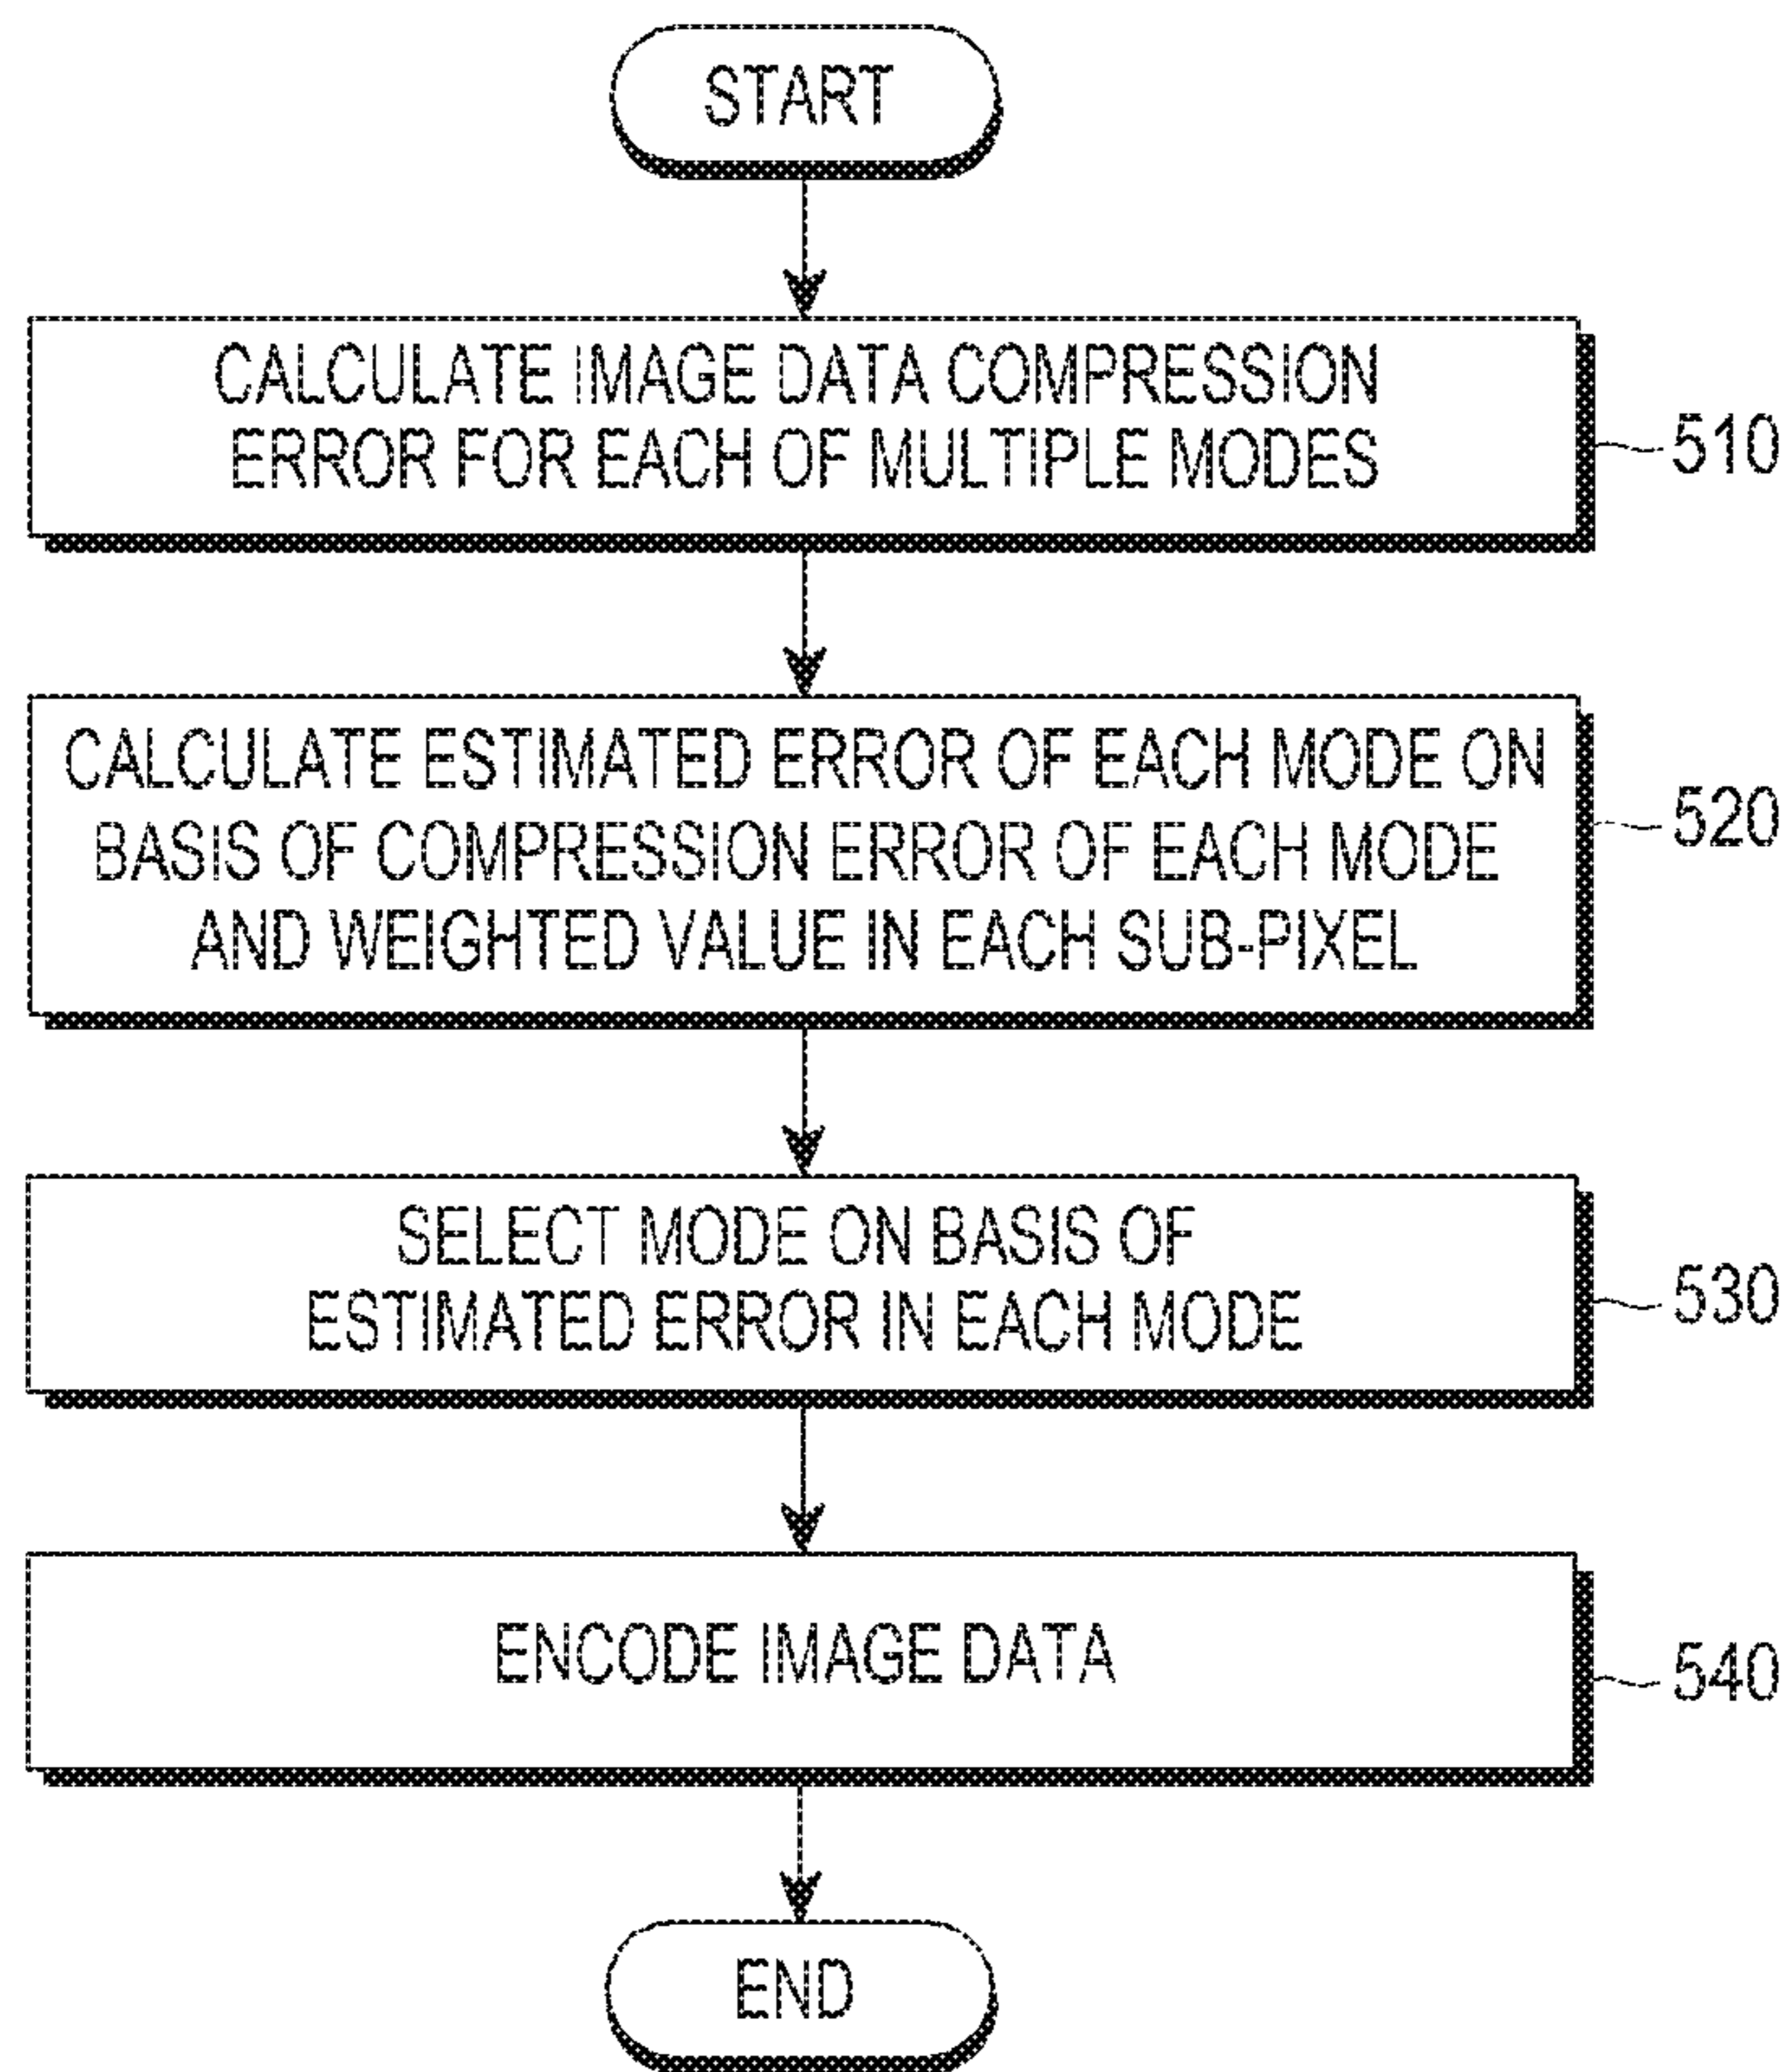 START
CALCULATE IMAGE DATA COMPRESSION
ERROR FOR EACH OF MULTIPLE MODES
510
CALCULATE ESTIMATED ERROR OF EACH MODE ON
BASIS OF COMPRESSION ERROR OF EACH MODE
AND WEIGHTED VALUE IN EACH SUB-PIXEL
520
SELECT MODE ON BASIS OF
ESTIMATED ERROR IN EACH MODE
530
ENCODE IMAGE DATA
540
END